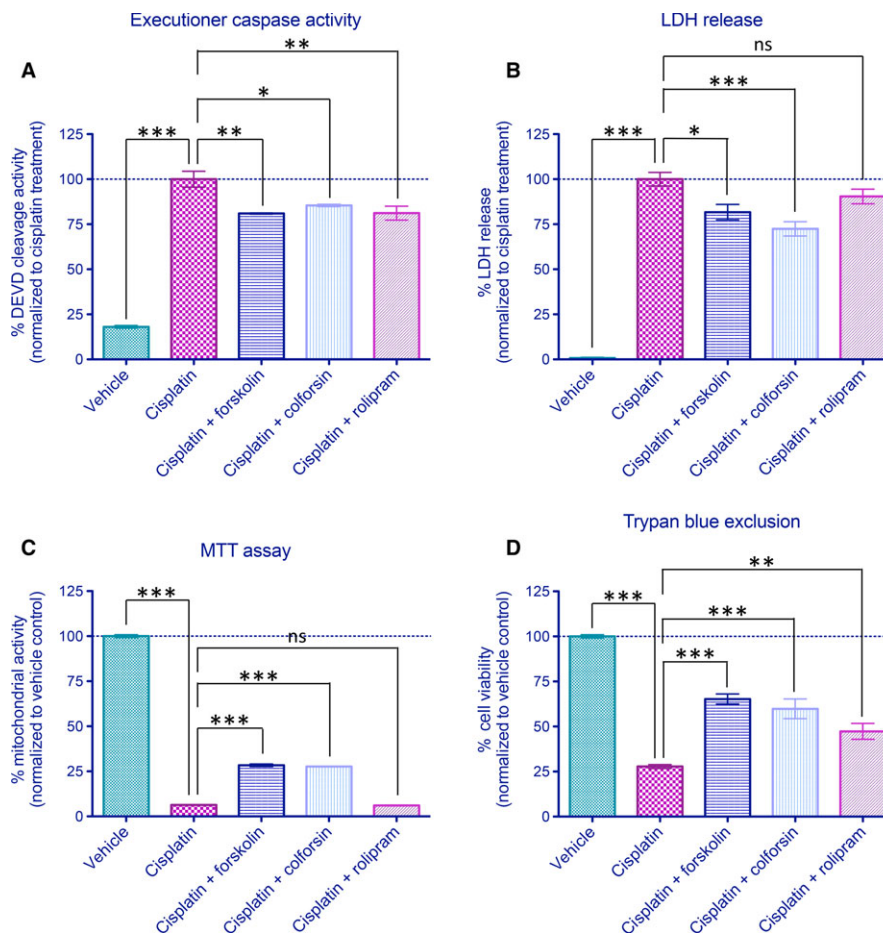 Executioner caspase activity
A
**
*
***
**
% DEVD cleavage activity
(normalized to cisplatin treatment)
125
100
75
50
25
0
Vehicle
Cisplatin
Cisplatin + forskolin
Cisplatin + colforsin
Cisplatin + rolipram
LDH release
B
ns
***
***
*
% LDH release
(normalized to cisplatin treatment)
125
100
75
50
25
0
Vehicle
Cisplatin
Cisplatin + forskolin
Cisplatin + colforsin
Cisplatin + rolipram
C
MTT assay
***
ns
***
***
% mitochondrial activity
(normalized to vehicle control)
125
100
75
50
25
0
Vehicle
Cisplatin
Cisplatin + forskolin
Cisplatin + colforsin
Cisplatin + rolipram
Trypan blue exclusion
D
**
***
***
***
% cell viability
(normalized to vehicle control)
125
100
75
50
25
0
Vehicle
Cisplatin
Cisplatin + forskolin
Cisplatin + colforsin
Cisplatin + rolipram